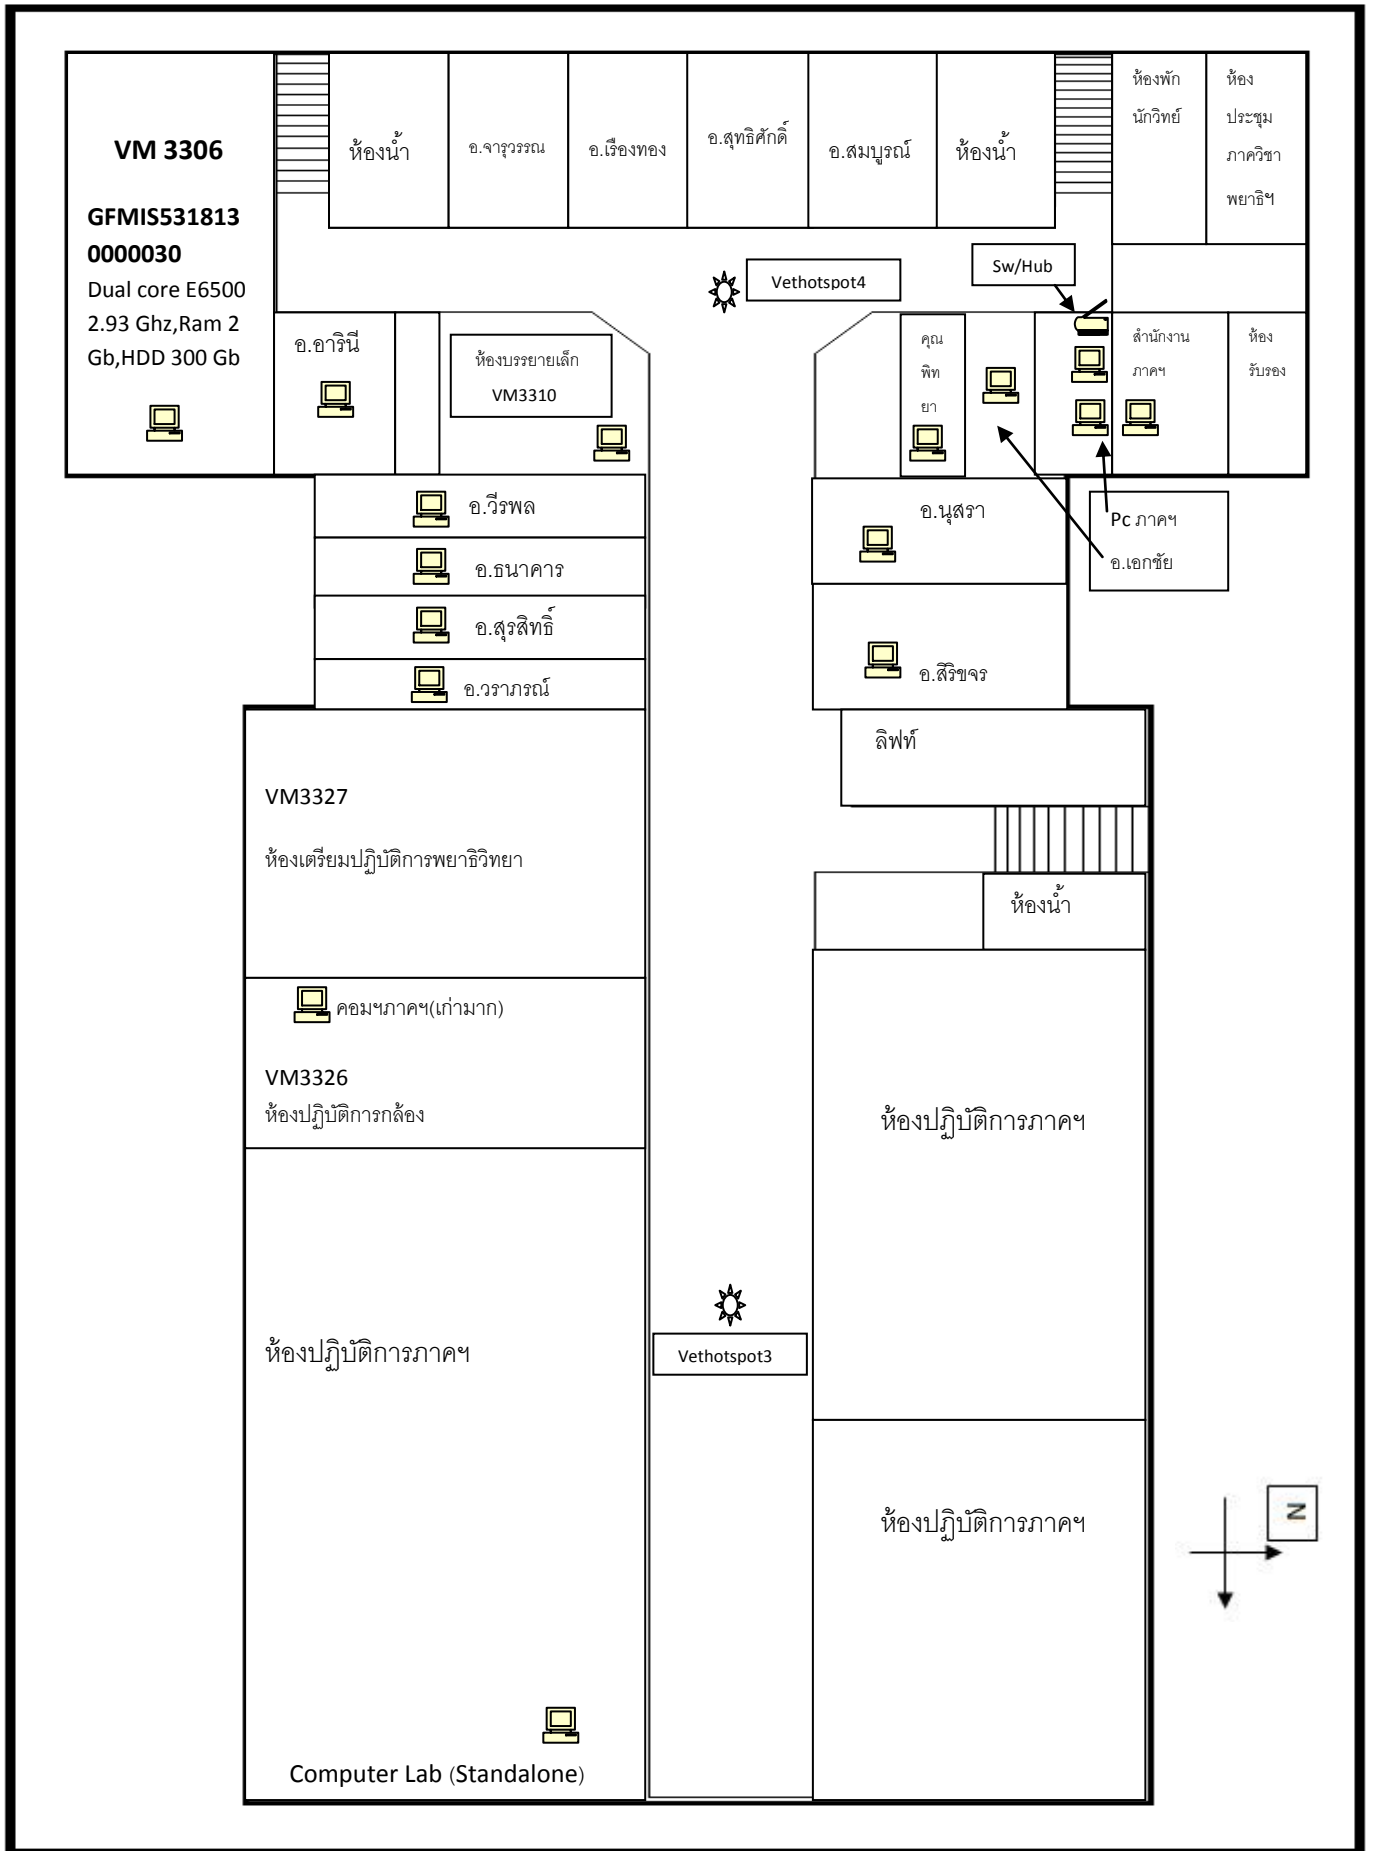 VM 3306
GFMIS531813
0000030
Dual core E6500
2.93 Ghz,Ram 2
Gb,HDD 300 Gb
ห้องน้ำ
อ.จารุวรรณ
อ.เรืองทอง
อ.สุทธิศักดิ์
อ.สมบูรณ์
ห้องน้ำ
ห้องพัก
นักวิทย์
ห้อง
ประชุม
ภาควิชา
พยาธิฯ
Vethotspot4
Sw/Hub
อ.อารินี
ห้องบรรยายเล็ก
VM3310
คุณ
พิท
ยา
สำนักงาน
ภาคฯ
ห้อง
รับรอง
อ.วีรพล
อ.ธนาคาร
อ.สุรสิทธิ์
อ.วราภรณ์
อ.นุสรา
Pc ภาคฯ
อ.เอกชัย
อ.สิริขจร
ลิฟท์
VM3327
ห้องเตรียมปฏิบัติการพยาธิวิทยา
ห้องน้ำ
คอมฯภาคฯ(เก่ามาก)
VM3326
ห้องปฏิบัติการกล้อง
ห้องปฏิบัติการภาคฯ
ห้องปฏิบัติการภาคฯ
Vethotspot3
ห้องปฏิบัติการภาคฯ
N
Computer Lab (Standalone)